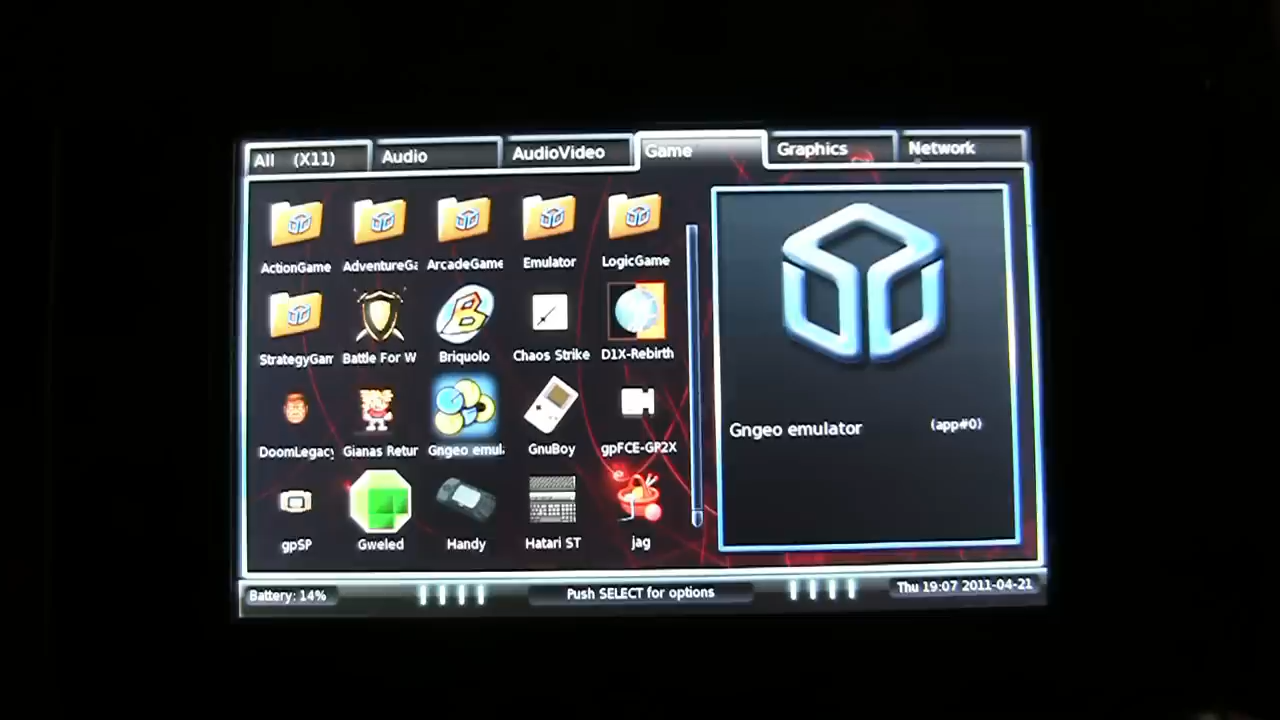 All (X11) Audio AudioVideo Game Graphics Network
ActionGame AdventureGa ArcadeGame Emulator LogicGame
StrategyGam Battle For W Briquolo Chaos Strike D1X-Rebirth
DoomLegacy Gianas Retur Gngeo emul GnuBoy gpFCE-GP2X
gpSP Gweled Handy Hatari ST jag
Gngeo emulator (app#0)
Battery: 14% Push SELECT for options Thu 19:07 2011-04-21